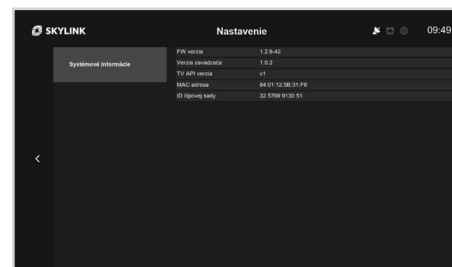 SKYLINK
Nastavenie
09:49
Systémové Informácie
FW verzia 1.2.6-42
Verzia zavádzača 1.0.2
TV API verzia v1
MAC adresa 84:01:12:5B:31:F6
ID čipovej sady 32 5769 9130 51